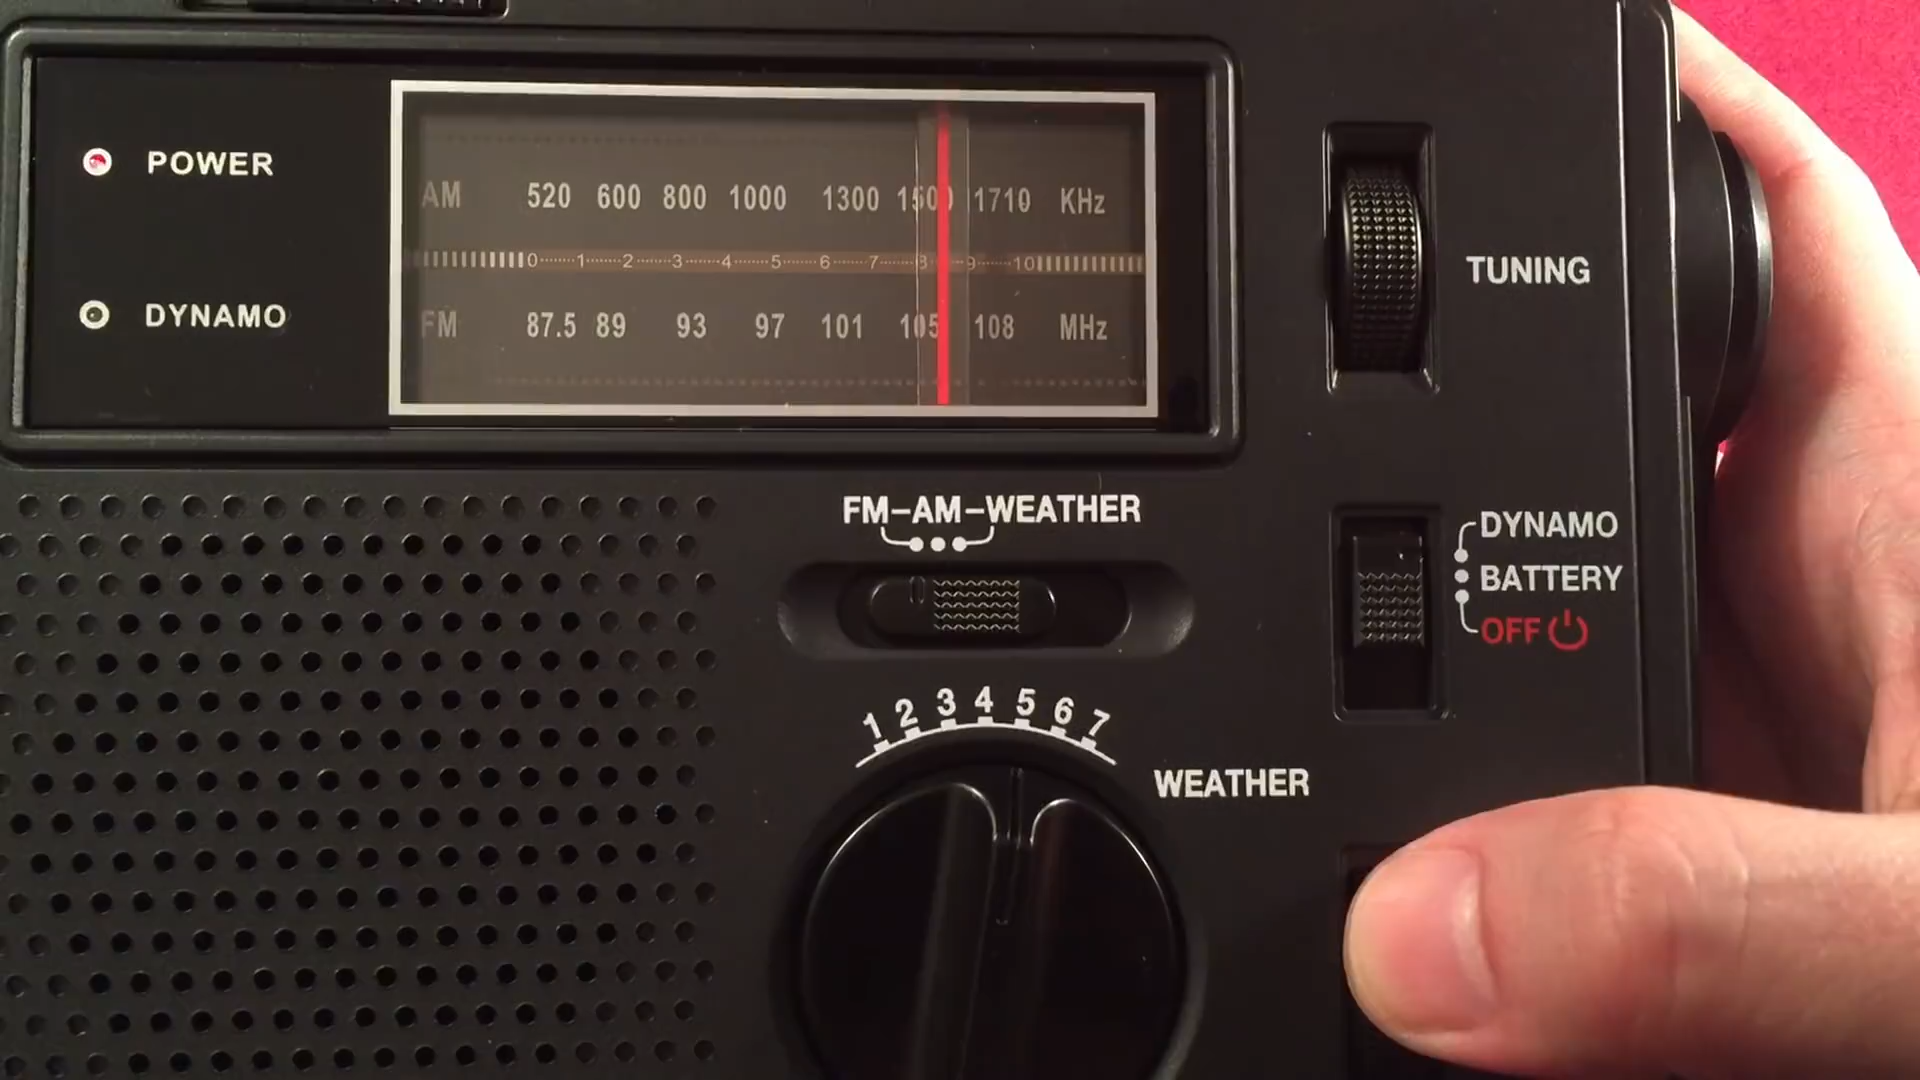 POWER
DYNAMO
AM 520 600 800 1000 1300 1500 1710 KHz
0 1 2 3 4 5 6 7 8 9 10
FM 87.5 89 93 97 101 105 108 MHz
TUNING
FM-AM-WEATHER
DYNAMO
BATTERY
OFF
1 2 3 4 5 6 7
WEATHER